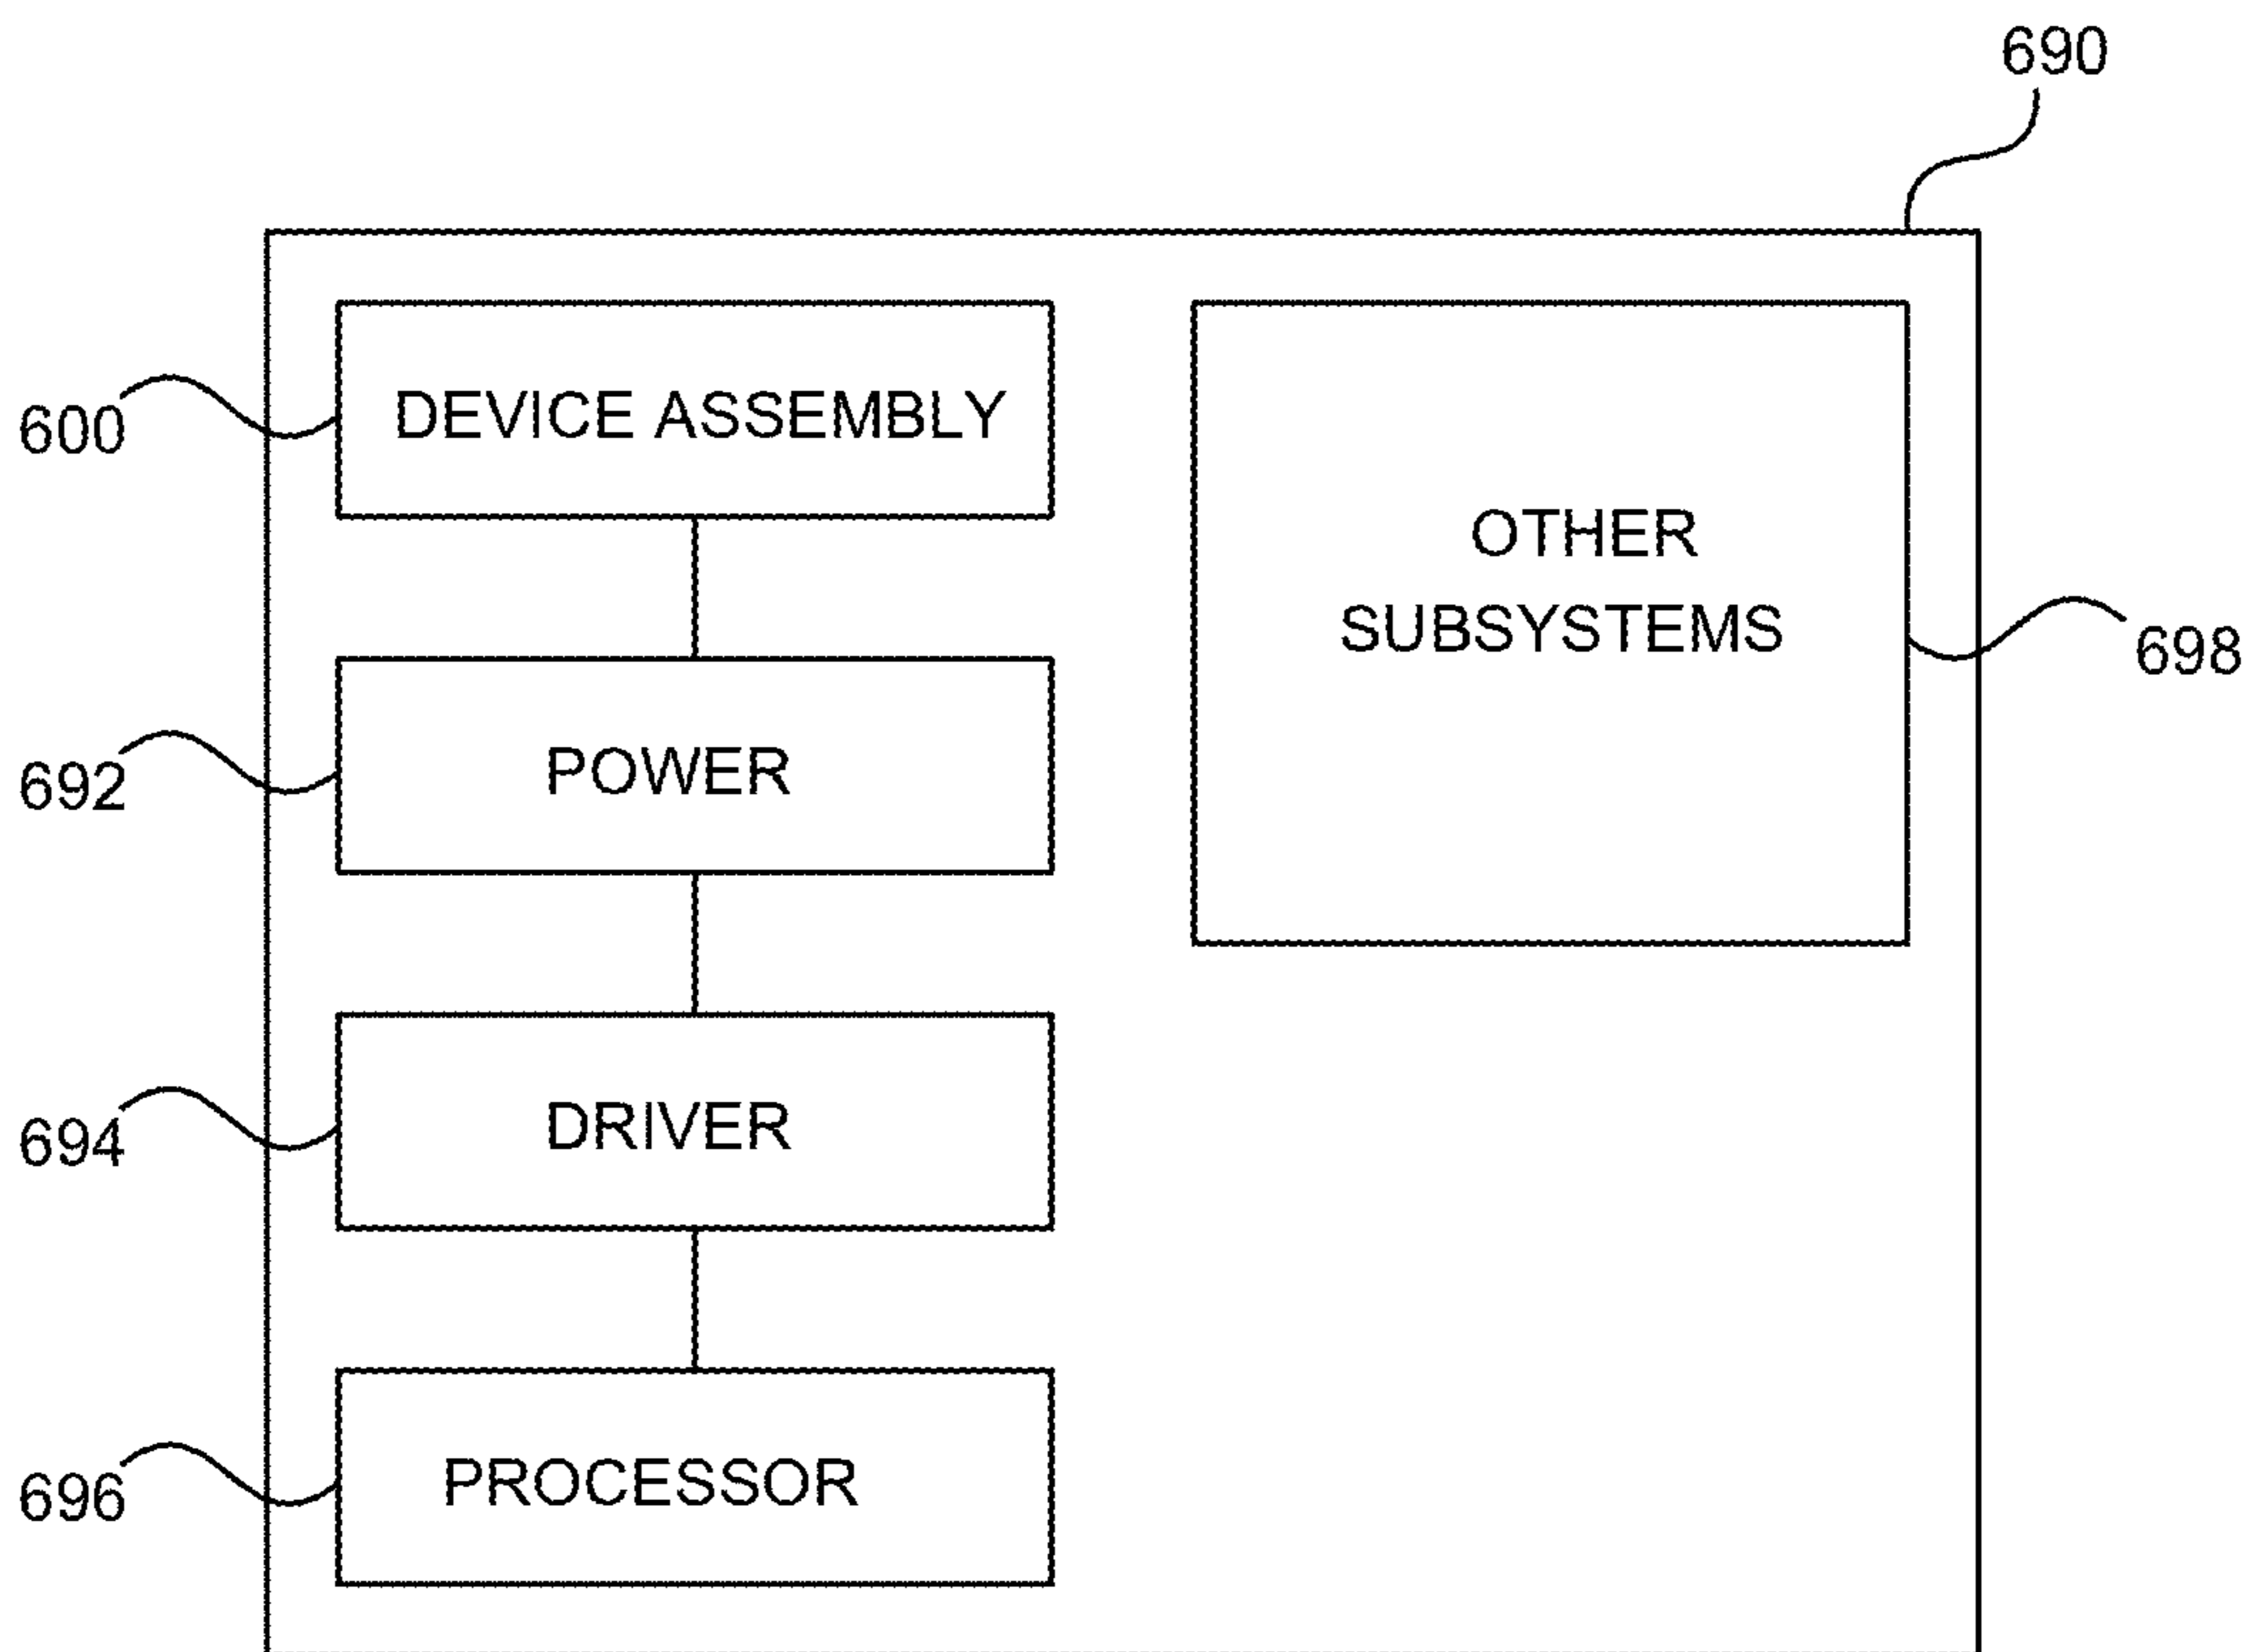 690
600
DEVICE ASSEMBLY
OTHER
SUBSYSTEMS
698
692
POWER
694
DRIVER
696
PROCESSOR